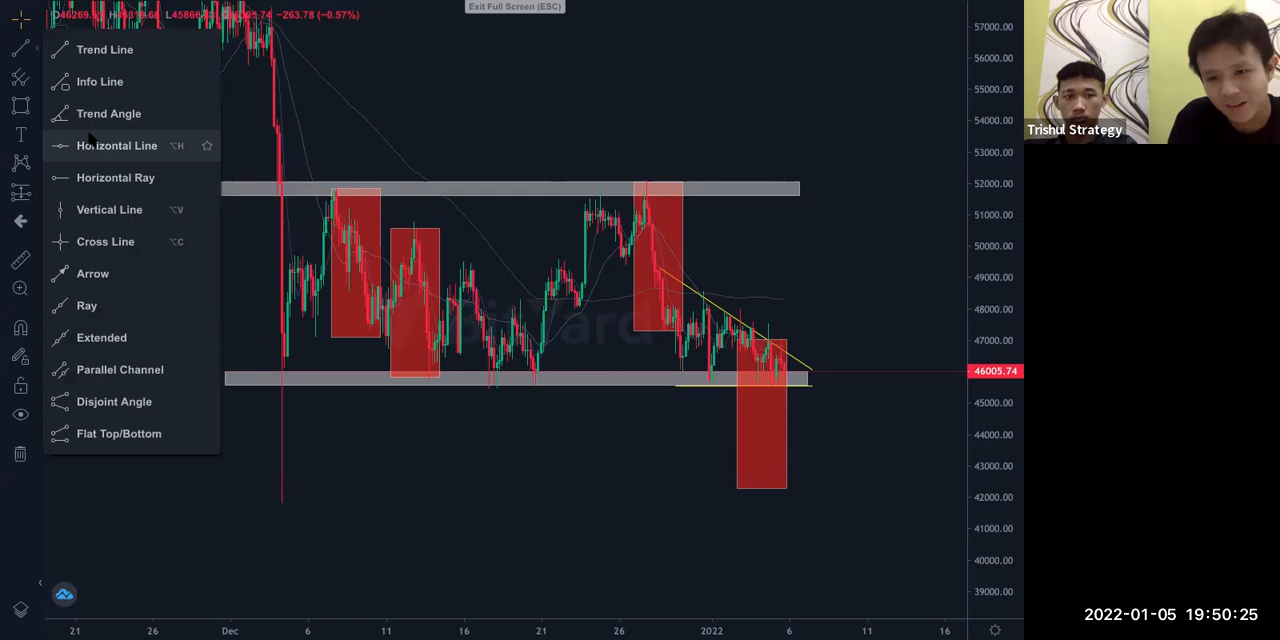 Exit Full Screen (ESC)
−263.78 (−0.57%)
Trend Line
Info Line
Trend Angle
Horizontal Line ⌥H
Horizontal Ray
Vertical Line ⌥V
Cross Line ⌥C
Arrow
Ray
Extended
Parallel Channel
Disjoint Angle
Flat Top/Bottom
57000.00
56000.00
55000.00
54000.00
53000.00
52000.00
51000.00
50000.00
49000.00
48000.00
47000.00
46005.74
45000.00
44000.00
43000.00
42000.00
41000.00
40000.00
39000.00
21 26 Dec 6 11 16 21 26 2022 6 11 16
Trishul Strategy
2022-01-05 19:50:25